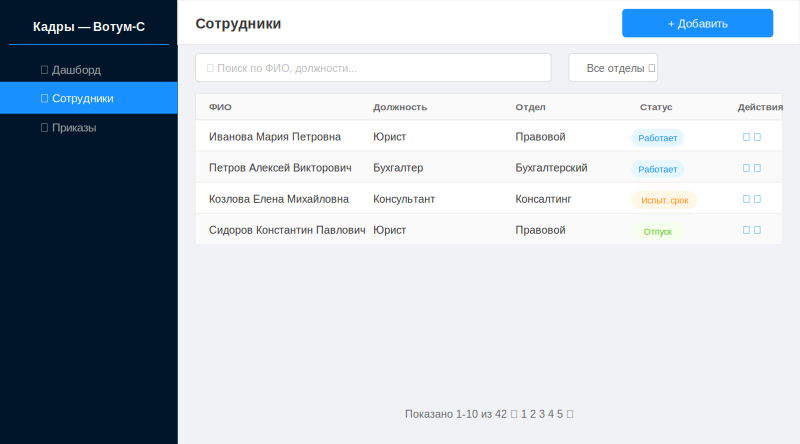 Кадры — Вотум-С
Дашборд
Сотрудники
Приказы
Сотрудники
+ Добавить
Поиск по ФИО, должности...
Все отделы
ФИО Должность Отдел Статус Действия
Иванова Мария Петровна Юрист Правовой Работает
Петров Алексей Викторович Бухгалтер Бухгалтерский Работает
Козлова Елена Михайловна Консультант Консалтинг Испыт. срок
Сидоров Константин Павлович Юрист Правовой Отпуск
Показано 1-10 из 42 1 2 3 4 5